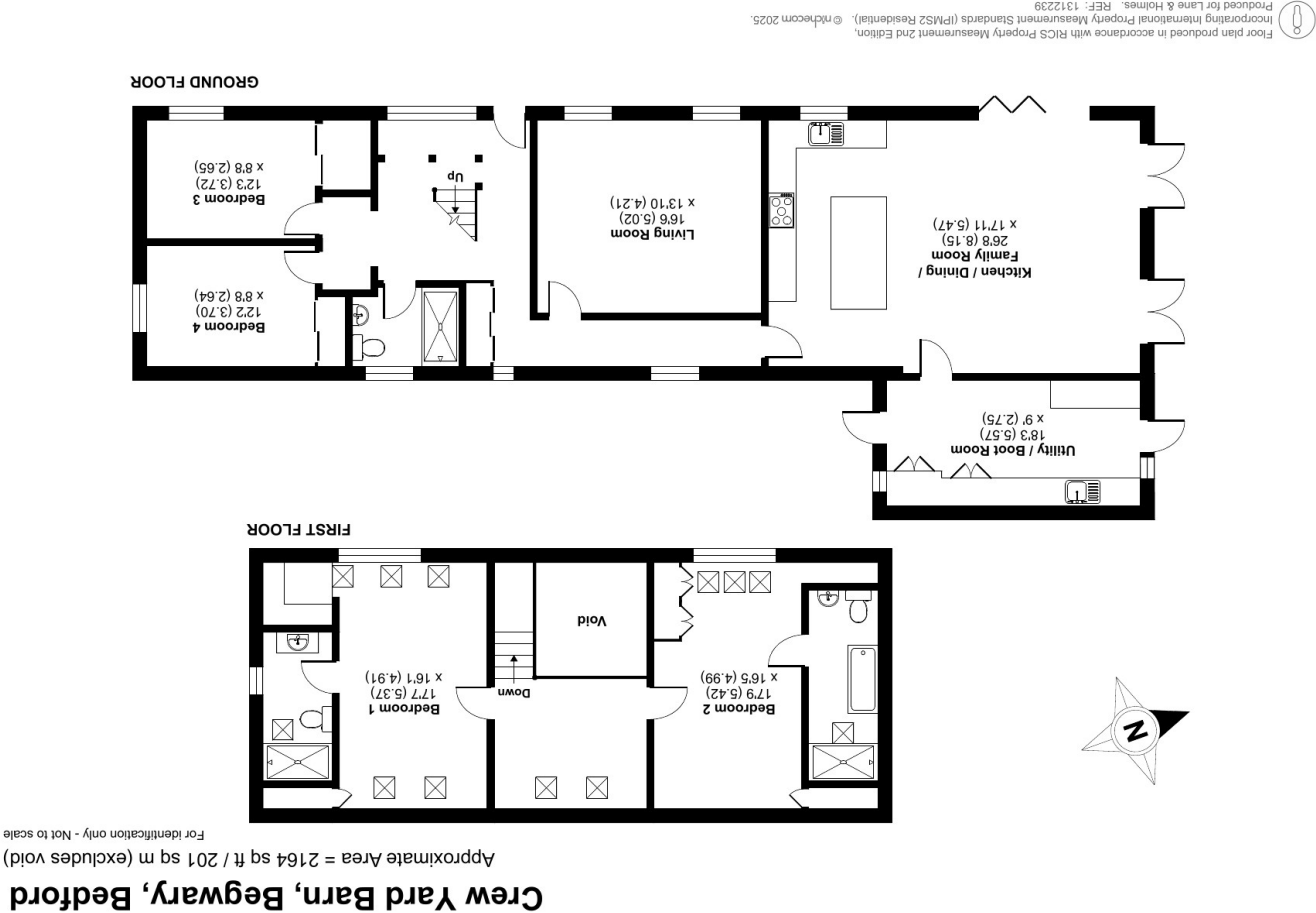 Crew Yard Barn, Begwary, Bedford
Approximate Area = 2164 sq ft / 201 sq m (excludes void)
For identification only - Not to scale
N
Bedroom 2
17'9 (5.42)
x 16'5 (4.99)
Down
Bedroom 1
17'7 (5.37)
x 16'1 (4.91)
Void
FIRST FLOOR
Utility / Boot Room
18'3 (5.57)
x 9' (2.75)
Kitchen / Dining /
Family Room
26'8 (8.15)
x 17'11 (5.47)
Living Room
16'6 (5.02)
x 13'10 (4.21)
Up
Bedroom 4
12'2 (3.70)
x 8'8 (2.64)
Bedroom 3
12'3 (3.72)
x 8'8 (2.65)
GROUND FLOOR
Floor plan produced in accordance with RICS Property Measurement 2nd Edition,
Incorporating International Property Measurement Standards (IPMS2 Residential). © nichecom 2025.
Produced for Lane & Holmes. REF: 1312239